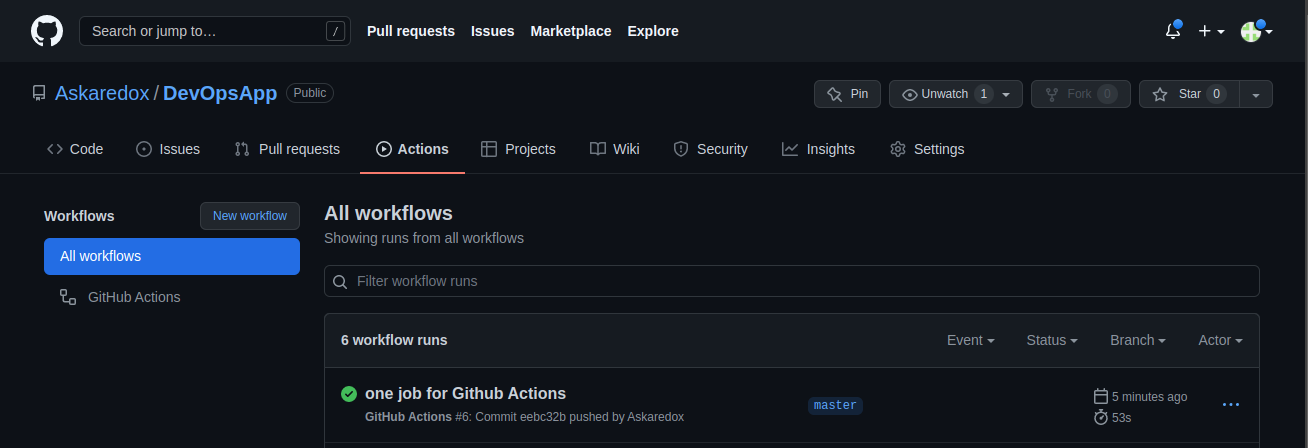 Search or jump to… / Pull requests Issues Marketplace Explore
Askaredox / DevOpsApp Public Pin Unwatch 1 Fork 0 Star 0
Code Issues Pull requests Actions Projects Wiki Security Insights Settings
Workflows New workflow
All workflows
GitHub Actions
All workflows
Showing runs from all workflows
Filter workflow runs
6 workflow runs Event Status Branch Actor
one job for Github Actions
GitHub Actions #6: Commit eebc32b pushed by Askaredox
master
5 minutes ago
53s